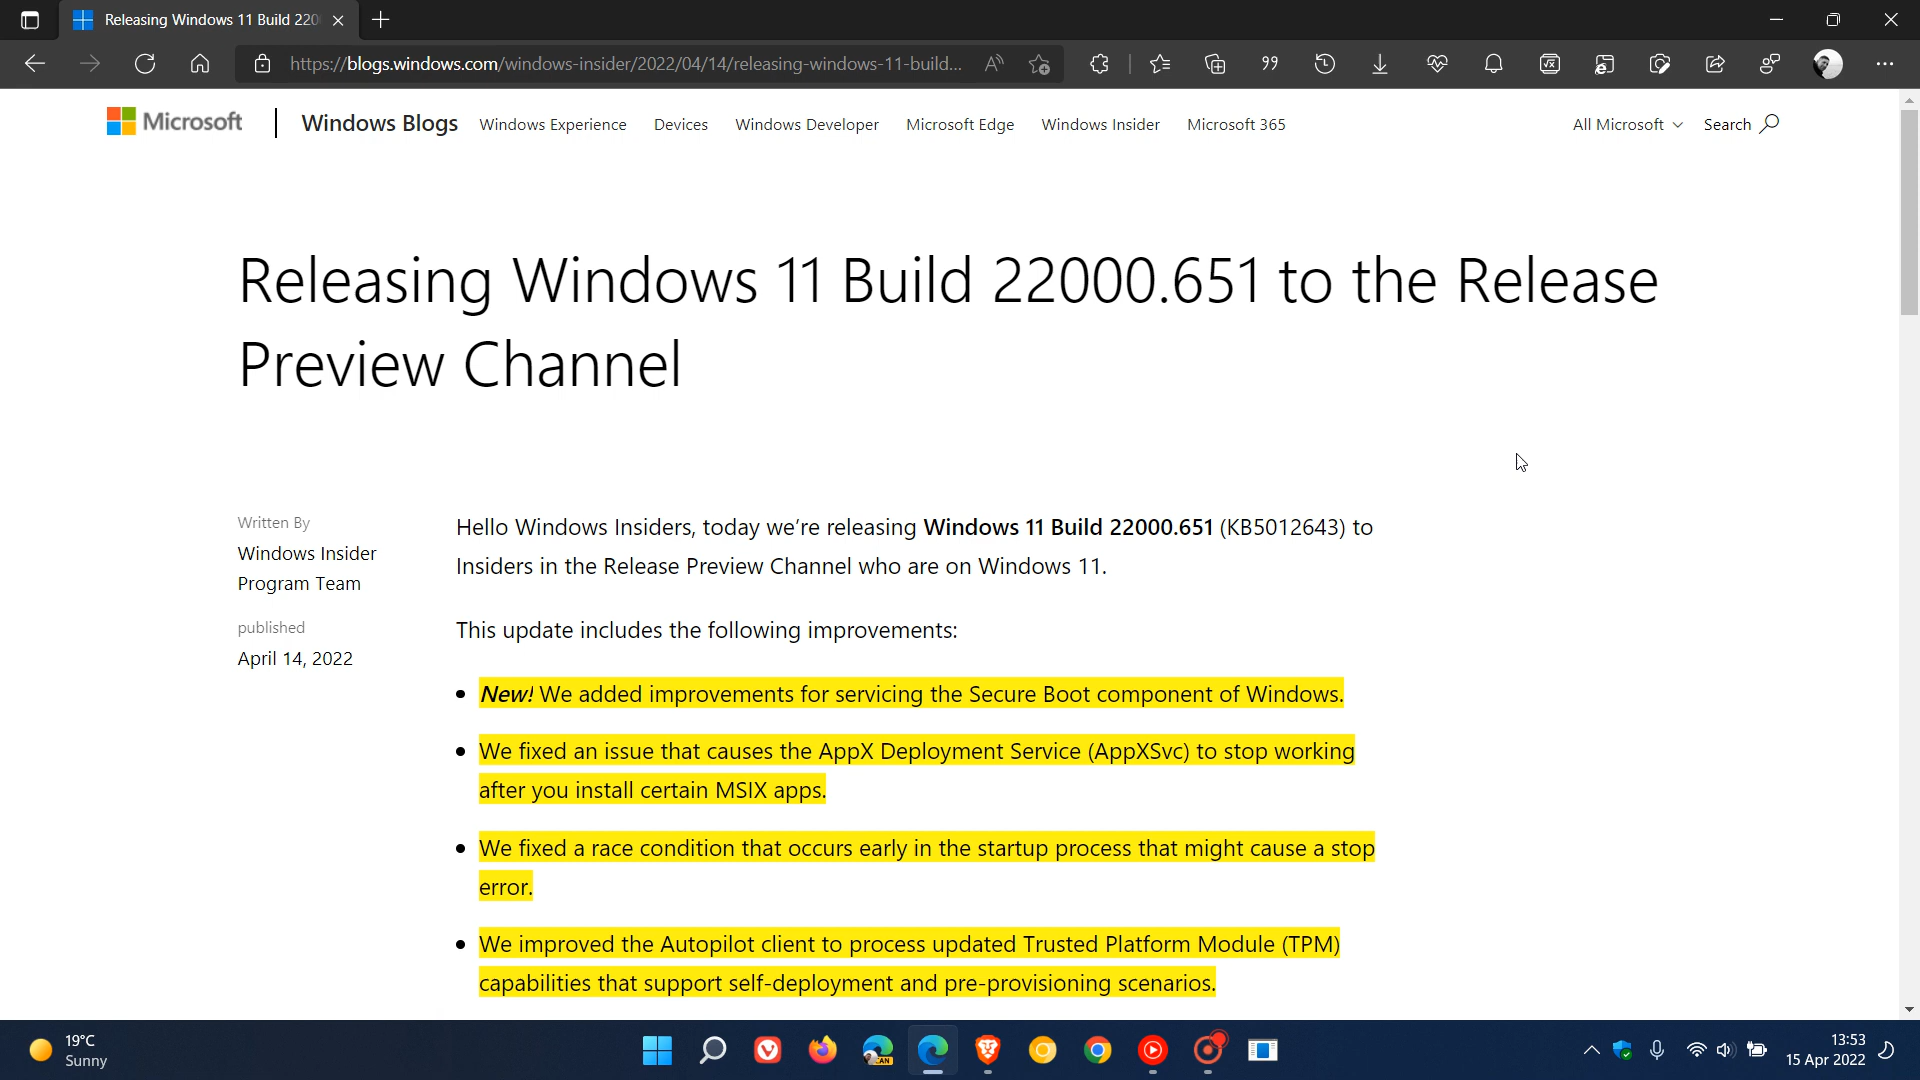 Releasing Windows 11 Build 220
https://blogs.windows.com/windows-insider/2022/04/14/releasing-windows-11-build...
Microsoft
Windows Blogs
Windows Experience
Devices
Windows Developer
Microsoft Edge
Windows Insider
Microsoft 365
All Microsoft
Search
Releasing Windows 11 Build 22000.651 to the Release
Preview Channel
Written By
Windows Insider
Program Team
published
April 14, 2022
Hello Windows Insiders, today we’re releasing Windows 11 Build 22000.651 (KB5012643) to
Insiders in the Release Preview Channel who are on Windows 11.
This update includes the following improvements:
New! We added improvements for servicing the Secure Boot component of Windows.
We fixed an issue that causes the AppX Deployment Service (AppXSvc) to stop working
after you install certain MSIX apps.
We fixed a race condition that occurs early in the startup process that might cause a stop
error.
We improved the Autopilot client to process updated Trusted Platform Module (TPM)
capabilities that support self-deployment and pre-provisioning scenarios.
19°C
Sunny
CAN
13:53
15 Apr 2022